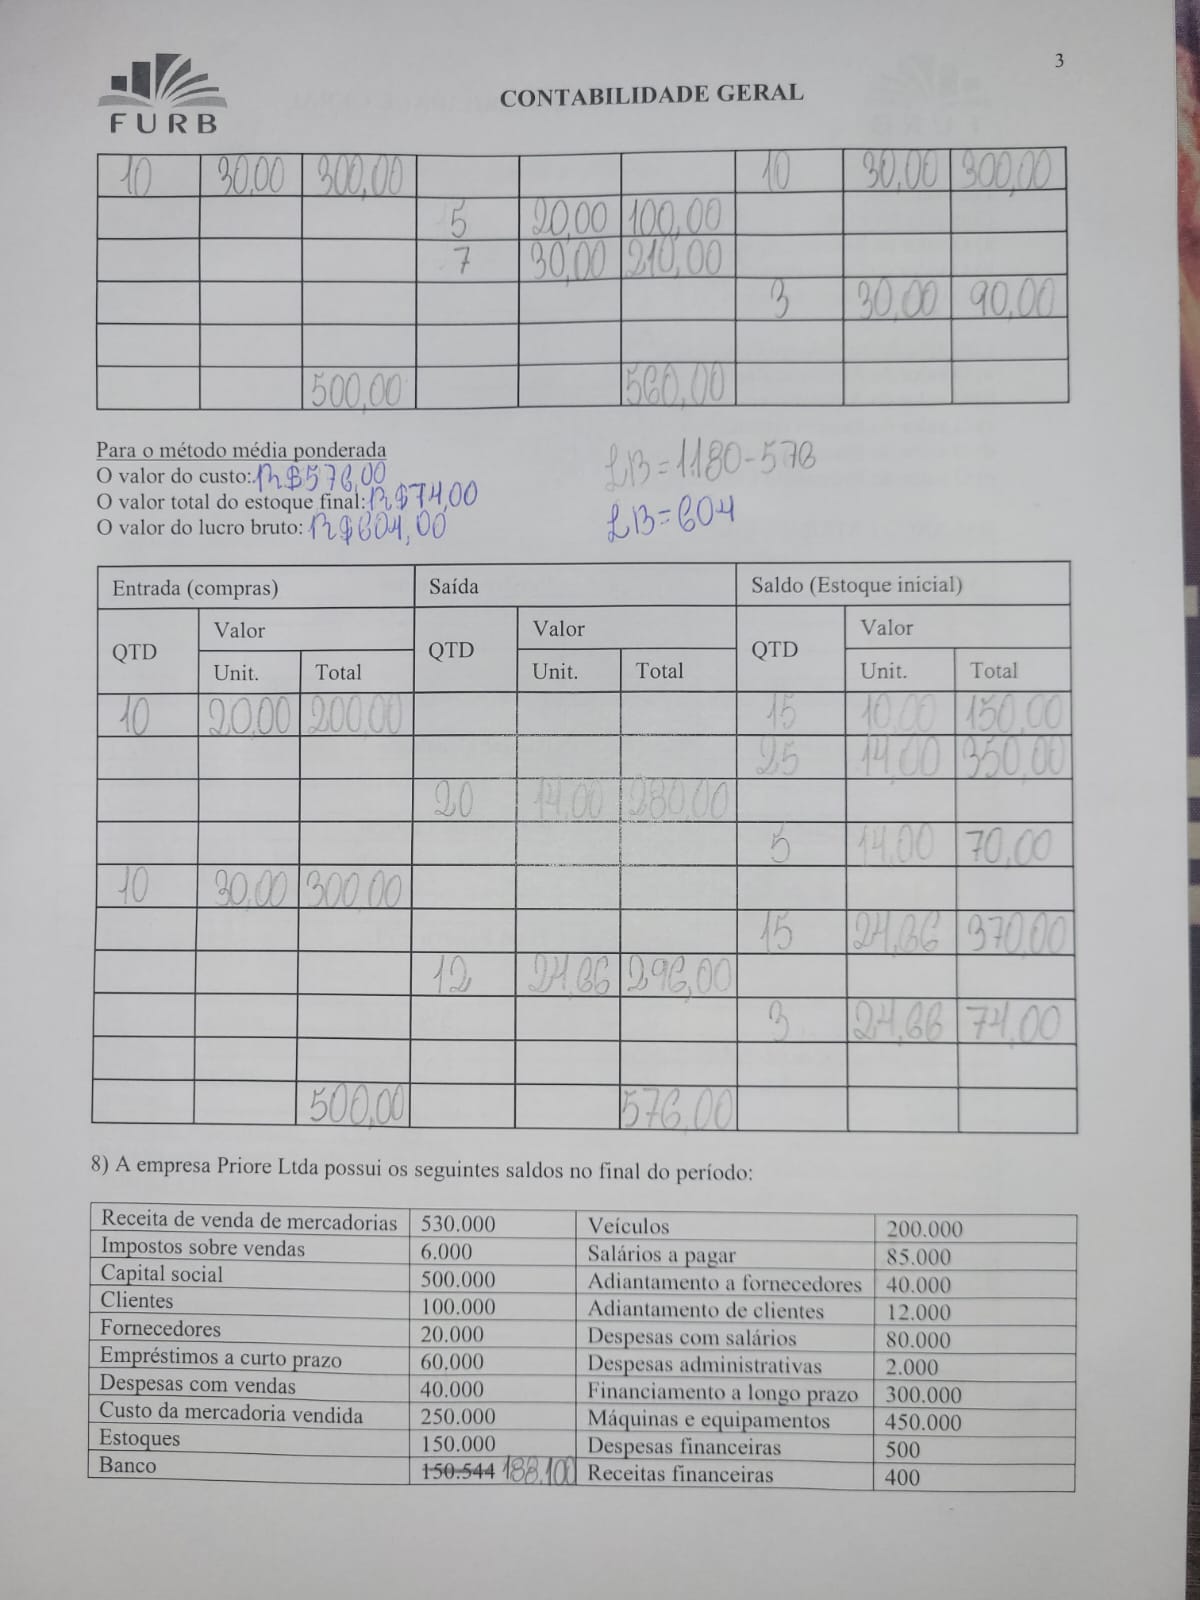 3
FURB
CONTABILIDADE GERAL
10 30,00 300,00 10 30,00 300,00
5 20,00 100,00
7 30,00 210,00
3 30,00 90,00
500,00 560,00
Para o método média ponderada
O valor do custo: R$576,00
O valor total do estoque final: R$74,00
O valor do lucro bruto: R$604,00
LB=1.180-576
LB=604
Entrada (compras) Saída Saldo (Estoque inicial)
QTD Valor QTD Valor QTD Valor
Unit. Total Unit. Total Unit. Total
10 20,00 200,00 15 10,00 150,00
25 14,00 350,00
20 14,00 280,00
5 14,00 70,00
10 30,00 300,00
15 24,66 370,00
12 24,66 296,00
3 24,66 74,00
500,00 576,00
8) A empresa Priore Ltda possui os seguintes saldos no final do período:
Receita de venda de mercadorias 530.000 Veículos 200.000
Impostos sobre vendas 6.000 Salários a pagar 85.000
Capital social 500.000 Adiantamento a fornecedores 40.000
Clientes 100.000 Adiantamento de clientes 12.000
Fornecedores 20.000 Despesas com salários 80.000
Empréstimos a curto prazo 60.000 Despesas administrativas 2.000
Despesas com vendas 40.000 Financiamento a longo prazo 300.000
Custo da mercadoria vendida 250.000 Máquinas e equipamentos 450.000
Estoques 150.000 Despesas financeiras 500
Banco 150.544 188.100 Receitas financeiras 400